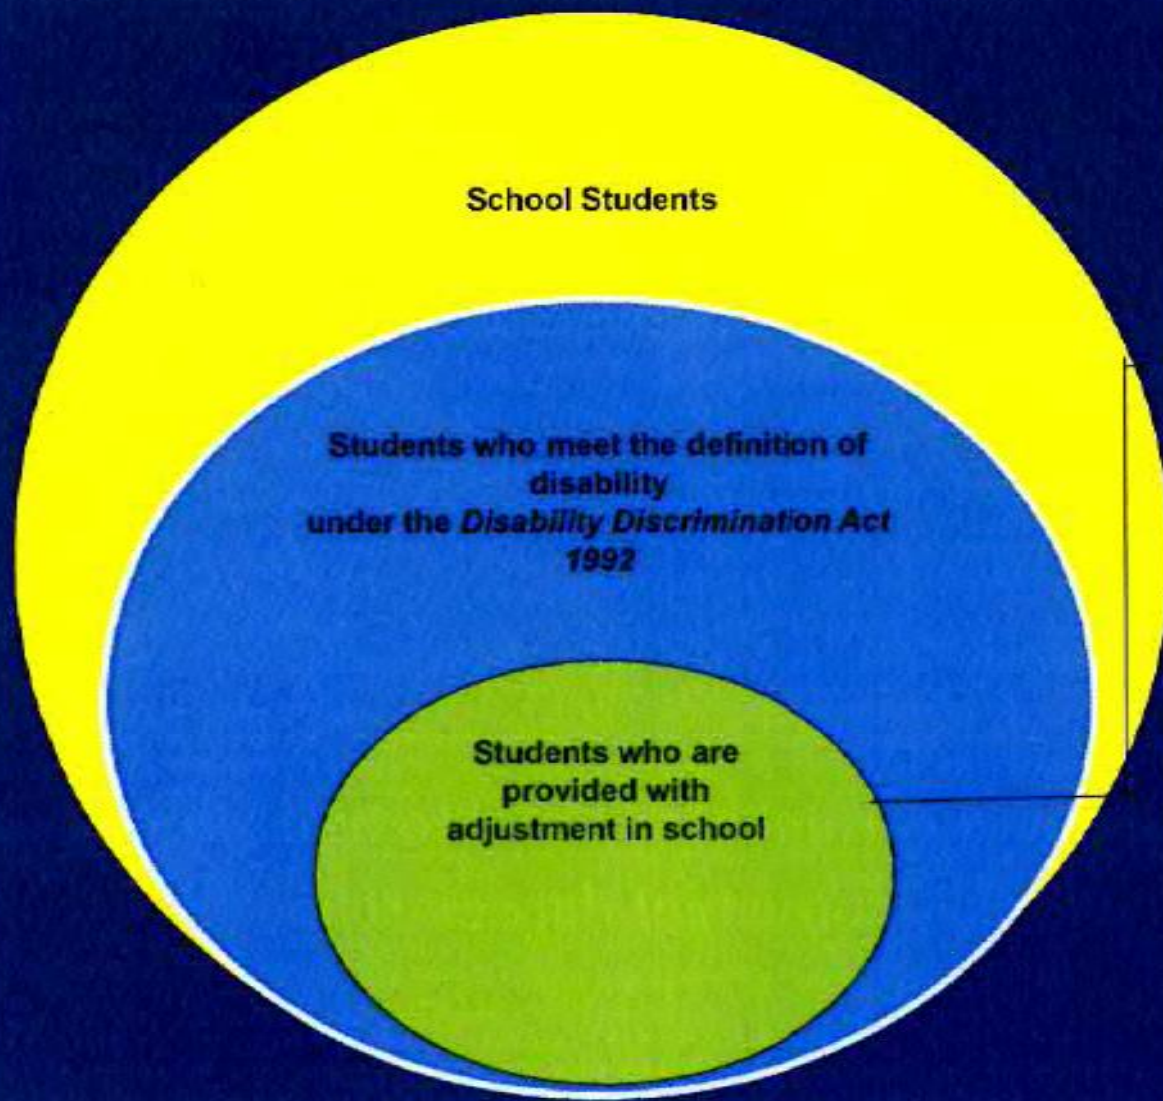 School Students
Students who meet the definition of
disability
under the Disability Discrimination Act
1992
Students who are
provided with
adjustment in school